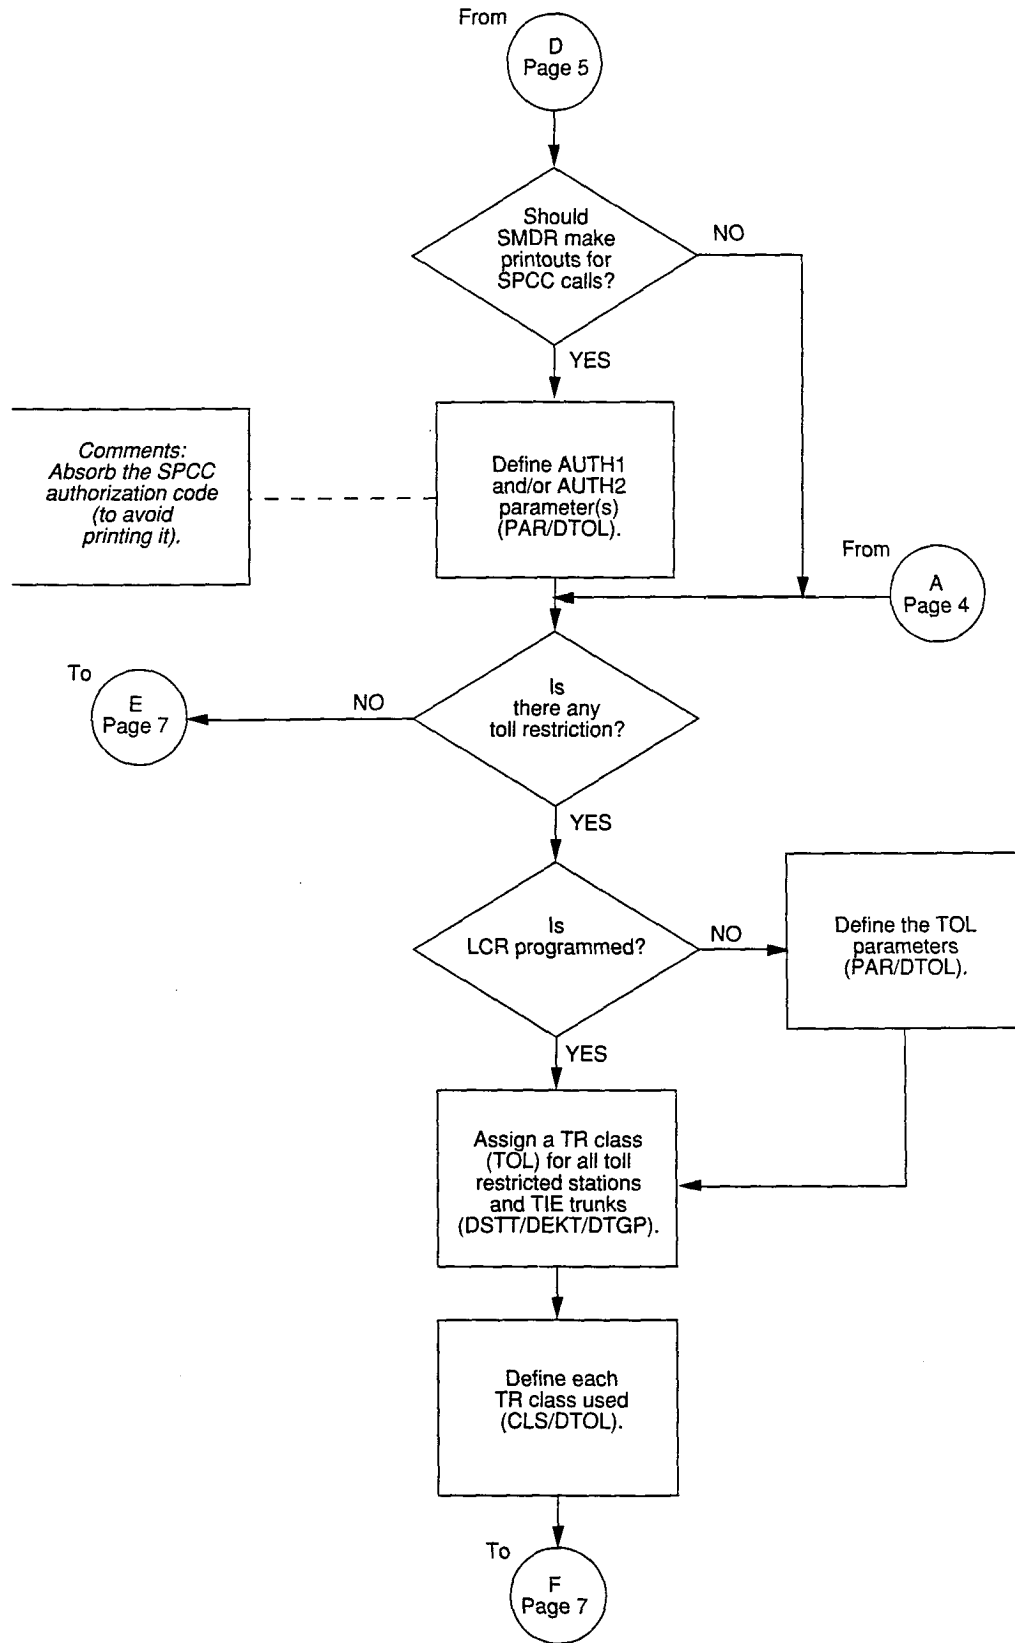 From
D
Page 5
Should
SMDR make
printouts for
SPCC calls?
NO
YES
Comments:
Absorb the SPCC
authorization code
(to avoid
printing it).
Define AUTH1
and/or AUTH2
parameter(s)
(PAR/DTOL).
From
A
Page 4
To
E
Page 7
NO
Is
there any
toll restriction?
YES
Is
LCR programmed?
NO
Define the TOL
parameters
(PAR/DTOL).
YES
Assign a TR class
(TOL) for all toll
restricted stations
and TIE trunks
(DSTT/DEKT/DTGP).
Define each
TR class used
(CLS/DTOL).
To
F
Page 7